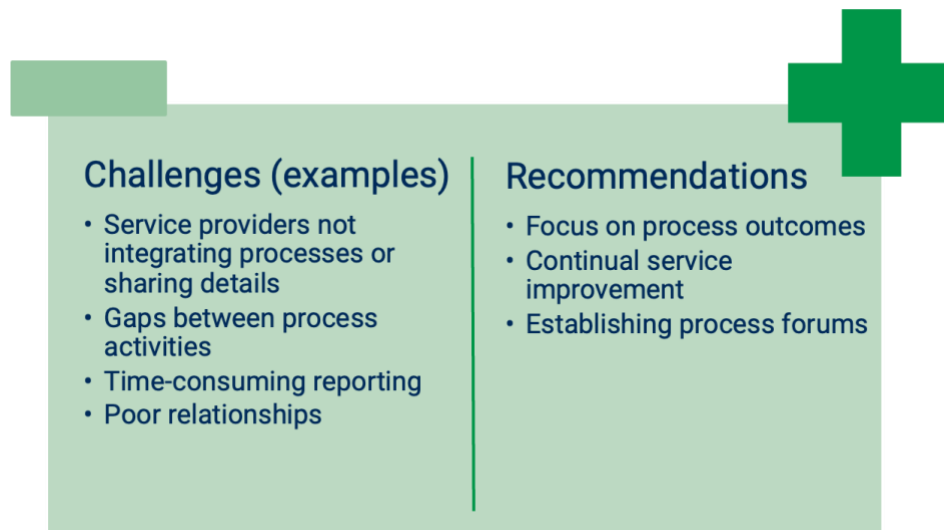 Challenges (examples)
• Service providers not
integrating processes or
sharing details
• Gaps between process
activities
• Time-consuming reporting
• Poor relationships
Recommendations
• Focus on process outcomes
• Continual service
improvement
• Establishing process forums